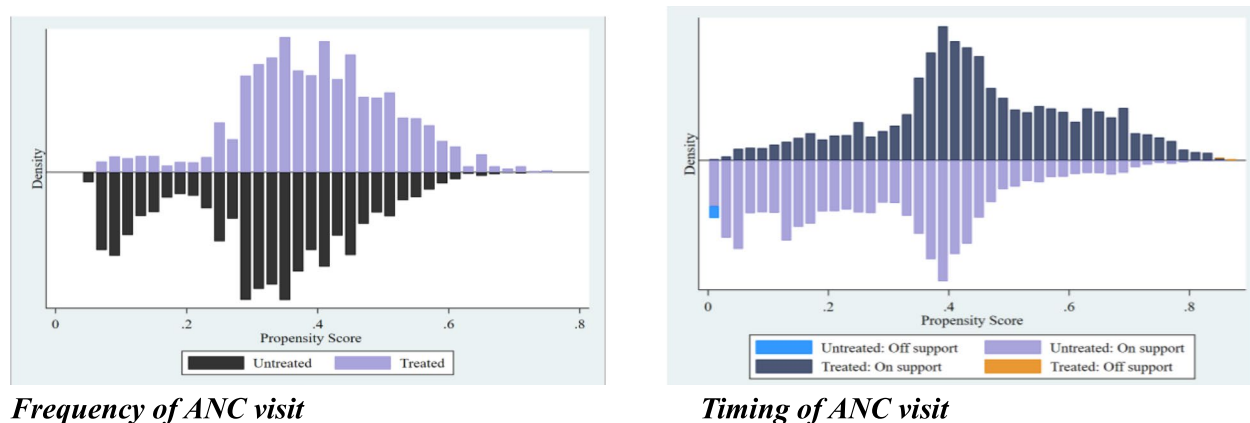 Density
0 .2 .4 .6 .8
Propensity Score
Untreated Treated
Frequency of ANC visit
Density
0 .2 .4 .6 .8
Propensity Score
Untreated: Off support Untreated: On support
Treated: On support Treated: Off support
Timing of ANC visit